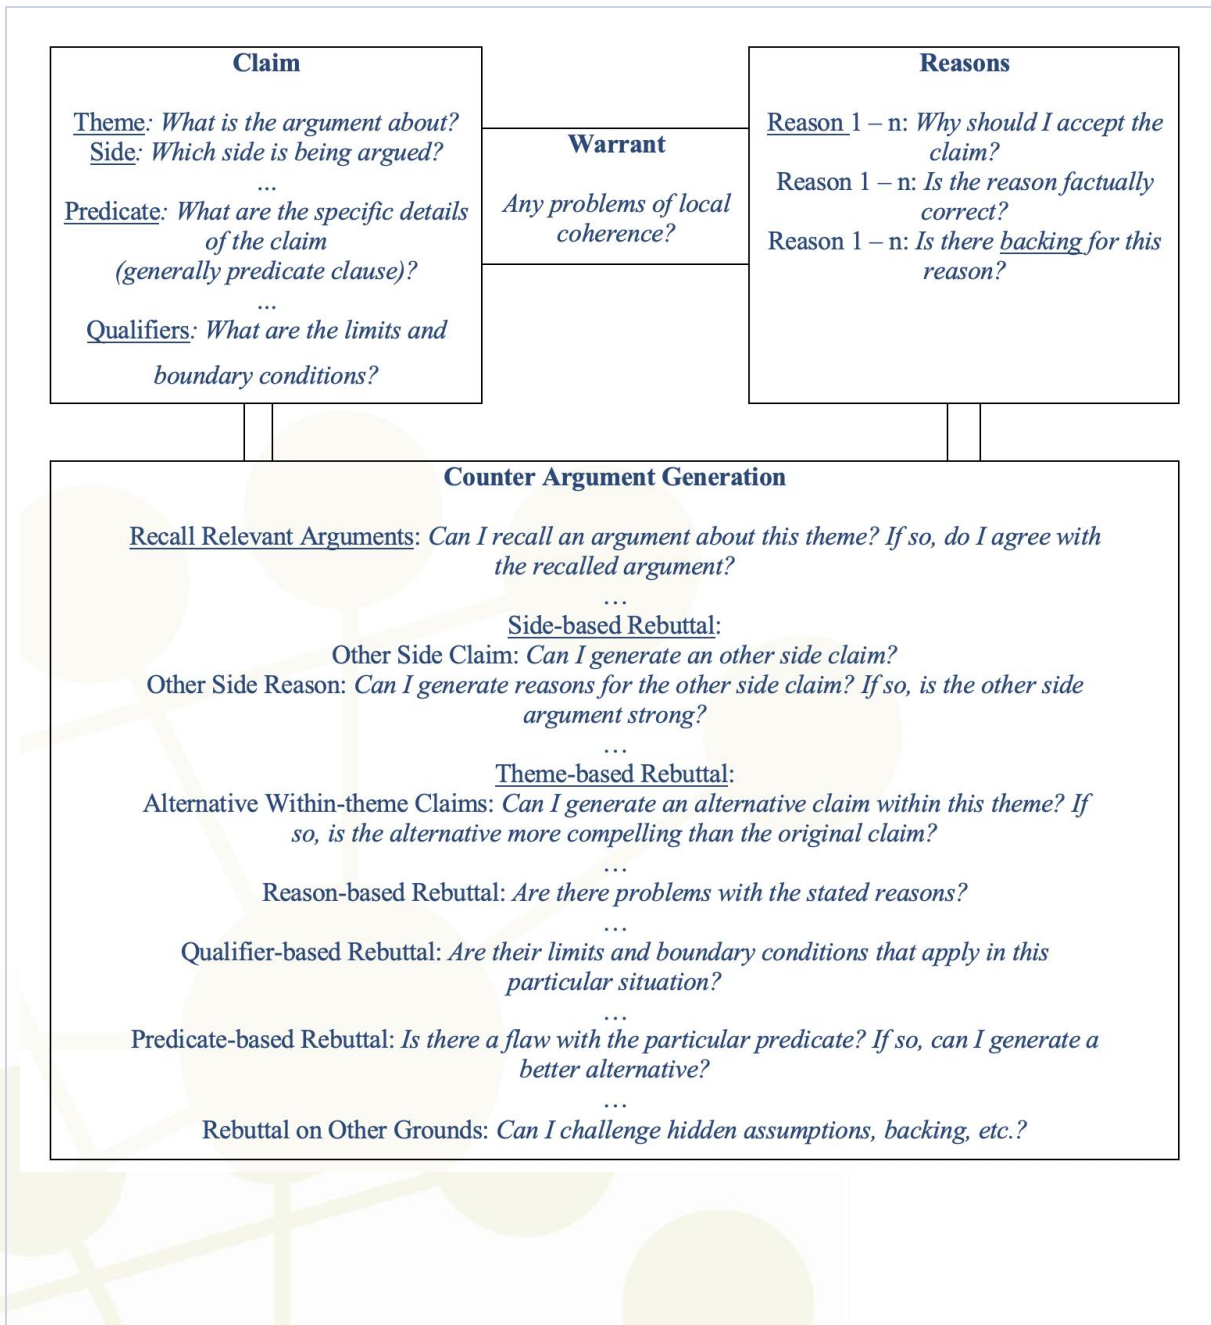 Claim
Theme: What is the argument about?
Side: Which side is being argued?
...
Predicate: What are the specific details
of the claim
(generally predicate clause)?
...
Qualifiers: What are the limits and
boundary conditions?
Warrant
Any problems of local
coherence?
Reasons
Reason 1 – n: Why should I accept the
claim?
Reason 1 – n: Is the reason factually
correct?
Reason 1 – n: Is there backing for this
reason?
Counter Argument Generation
Recall Relevant Arguments: Can I recall an argument about this theme? If so, do I agree with
the recalled argument?
...
Side-based Rebuttal:
Other Side Claim: Can I generate an other side claim?
Other Side Reason: Can I generate reasons for the other side claim? If so, is the other side
argument strong?
...
Theme-based Rebuttal:
Alternative Within-theme Claims: Can I generate an alternative claim within this theme? If
so, is the alternative more compelling than the original claim?
...
Reason-based Rebuttal: Are there problems with the stated reasons?
...
Qualifier-based Rebuttal: Are their limits and boundary conditions that apply in this
particular situation?
...
Predicate-based Rebuttal: Is there a flaw with the particular predicate? If so, can I generate a
better alternative?
...
Rebuttal on Other Grounds: Can I challenge hidden assumptions, backing, etc.?